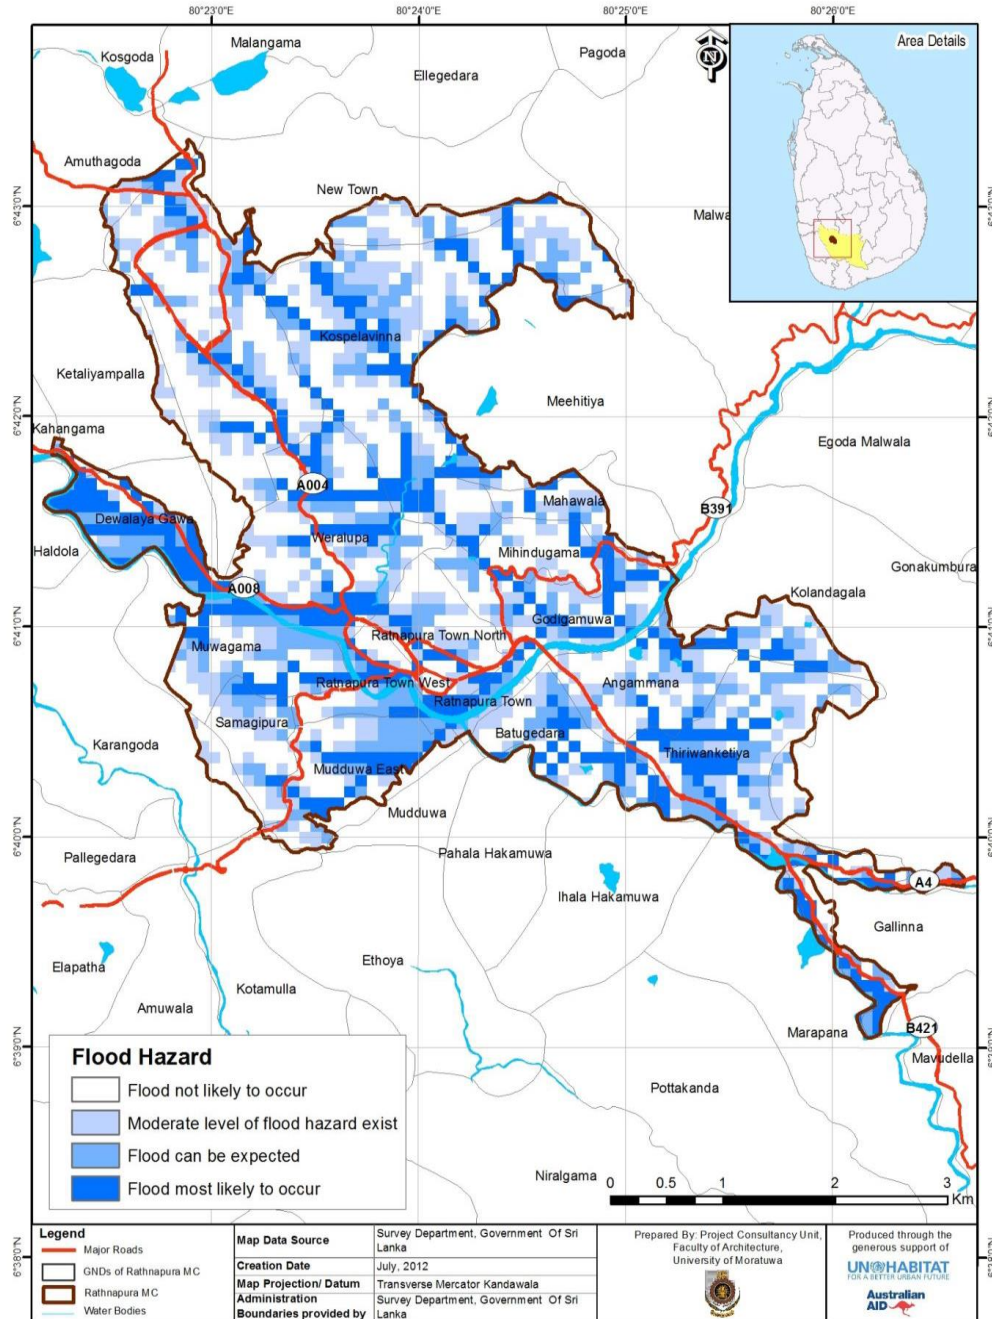 80°23'0"E
80°24'0"E
80°25'0"E
80°26'0"E
Kosgoda
Malangama
Ellegedara
Pagoda
N
Area Details
Amuthagoda
New Town
Malwa
6°43'0"N
Kospelavinna
Ketaliyampalla
Meehitiya
6°42'0"N
Kahangama
Egoda Malwala
A004
Mahawala
B391
Dewalaya Gawa
Weralupa
Mihindugama
Haldola
Gonakumbura
A008
Kolandagala
Godigamuwa
6°41'0"N
Ratnapura Town North
Muwagama
Ratnapura Town West
Angammana
Ratnapura Town
Samagipura
Batugedara
Karangoda
Thiriwanketiya
Mudduwa East
Mudduwa
6°40'0"N
Pallegedara
Pahala Hakamuwa
A4
Ihala Hakamuwa
Gallinna
Elapatha
Ethoya
Kotamulla
Amuwala
Marapana
B421
6°39'0"N
Mavudella
Flood Hazard
Flood not likely to occur
Moderate level of flood hazard exist
Flood can be expected
Flood most likely to occur
Pottakanda
Niralgama
0 0.5 1 2 3
Km
6°38'0"N
Legend
Major Roads
GNDs of Rathnapura MC
Rathnapura MC
Water Bodies
Map Data Source
Survey Department, Government Of Sri
Lanka
Creation Date
July, 2012
Map Projection/ Datum
Transverse Mercator Kandawala
Administration
Boundaries provided by
Survey Department, Government Of Sri
Lanka
Prepared By: Project Consultancy Unit,
Faculty of Architecture,
University of Moratuwa
Produced through the
generous support of
UN HABITAT
FOR A BETTER URBAN FUTURE
Australian
AID